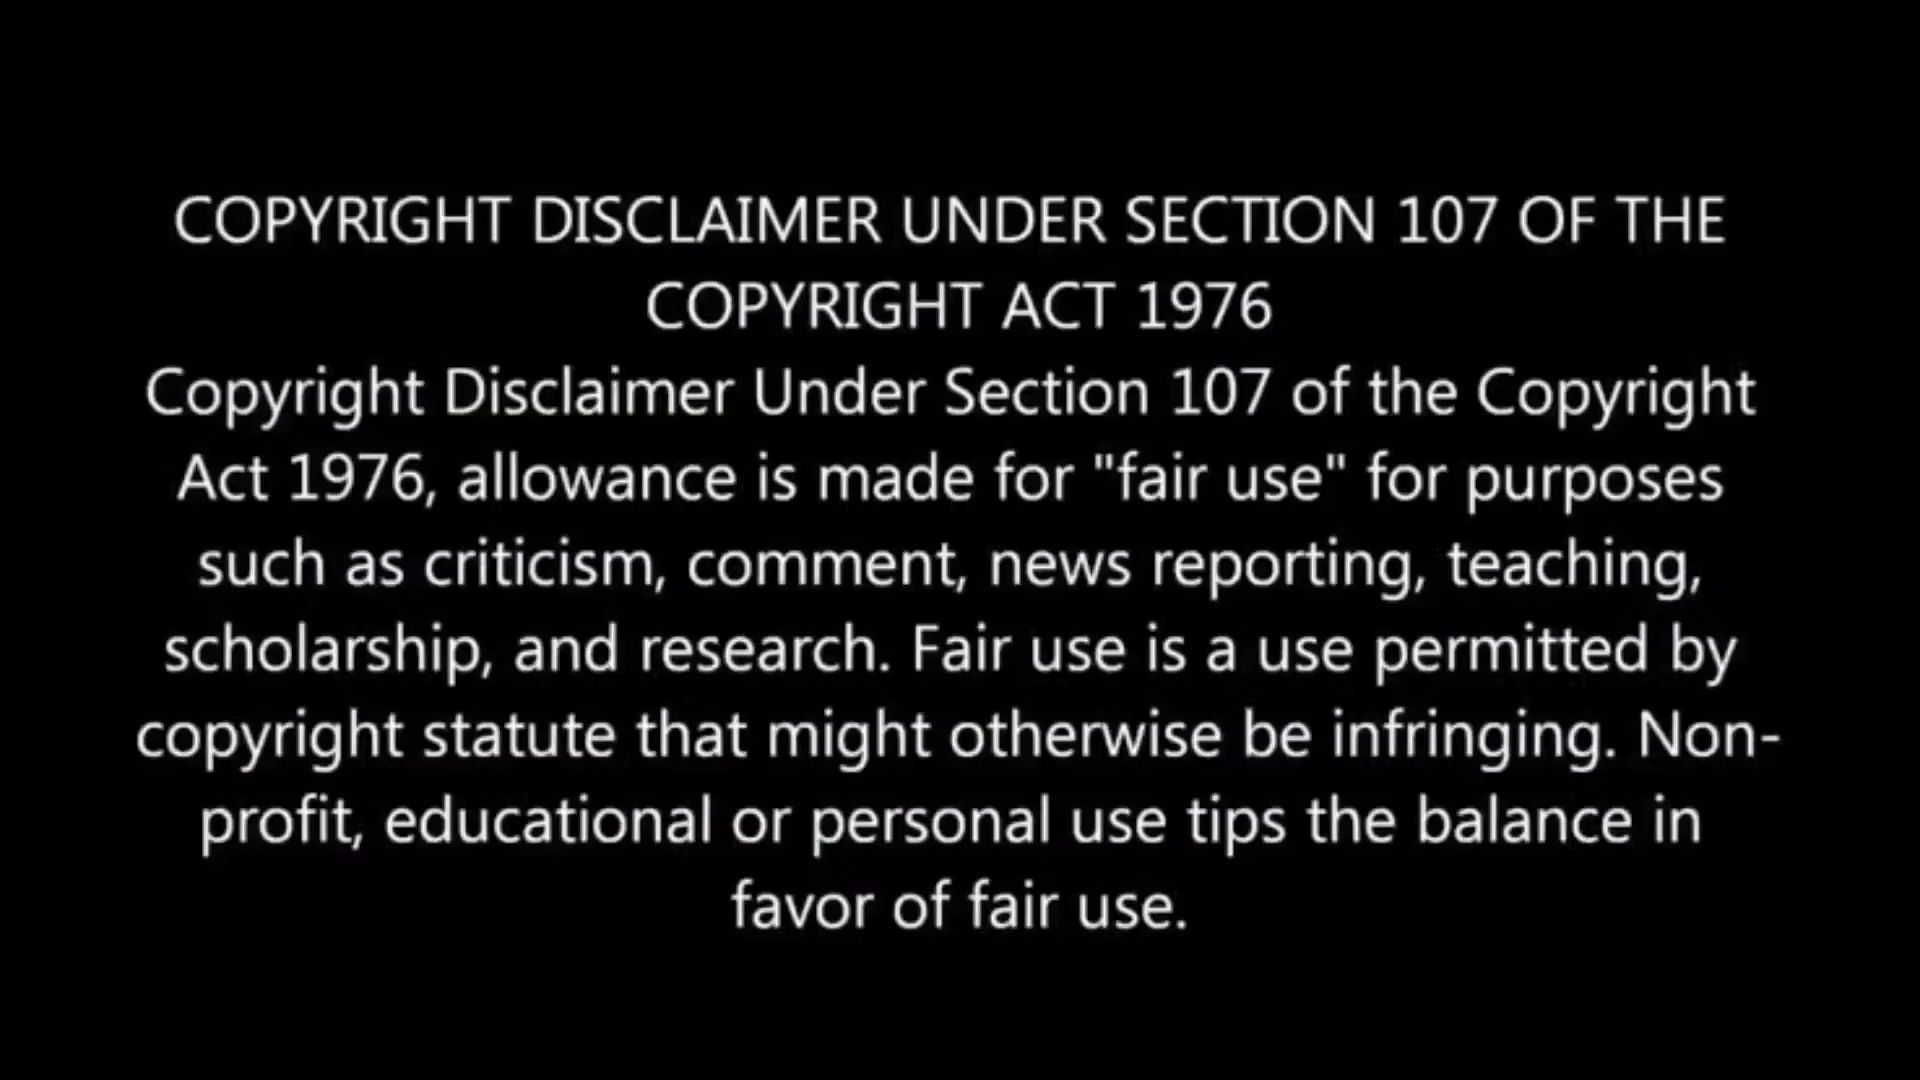 COPYRIGHT DISCLAIMER UNDER SECTION 107 OF THE
COPYRIGHT ACT 1976
Copyright Disclaimer Under Section 107 of the Copyright
Act 1976, allowance is made for "fair use" for purposes
such as criticism, comment, news reporting, teaching,
scholarship, and research. Fair use is a use permitted by
copyright statute that might otherwise be infringing. Non-
profit, educational or personal use tips the balance in
favor of fair use.